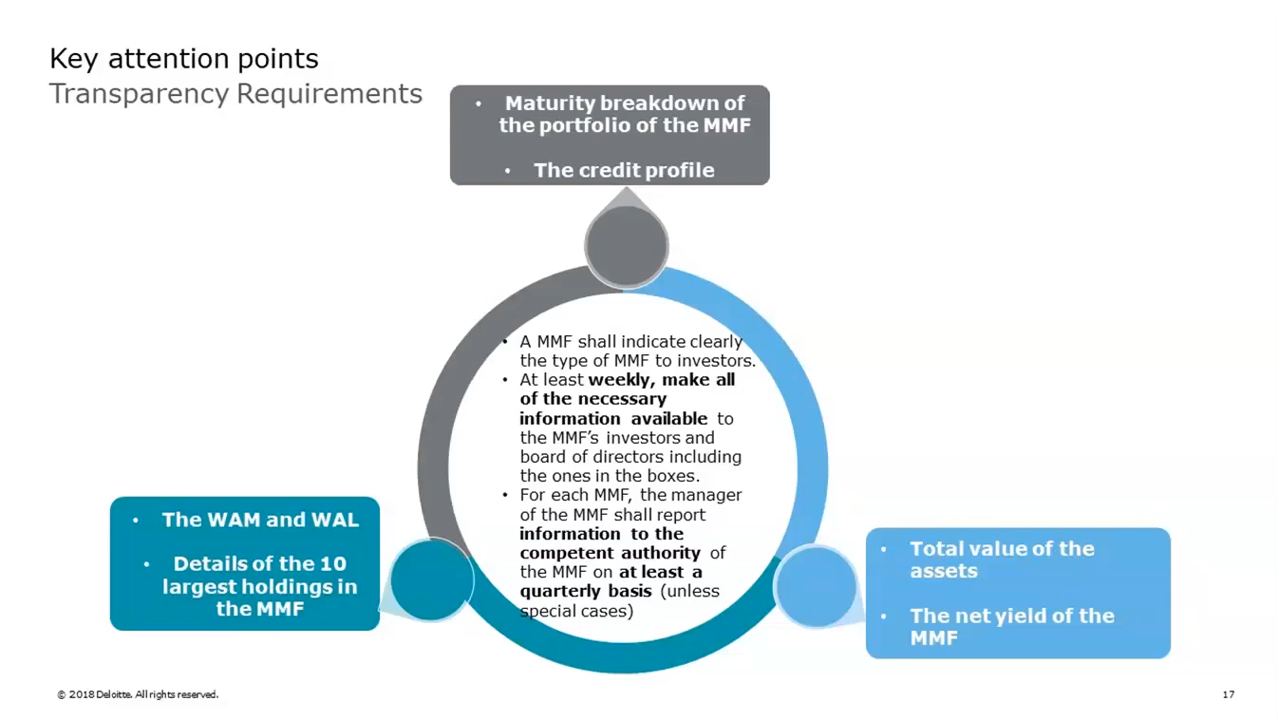 Key attention points
Transparency Requirements
• Maturity breakdown of
the portfolio of the MMF
• The credit profile
• A MMF shall indicate clearly
the type of MMF to investors.
• At least weekly, make all
of the necessary
information available to
the MMF’s investors and
board of directors including
the ones in the boxes.
• For each MMF, the manager
of the MMF shall report
information to the
competent authority of
the MMF on at least a
quarterly basis (unless
special cases)
• The WAM and WAL
• Details of the 10
largest holdings in
the MMF
• Total value of the
assets
• The net yield of the
MMF
© 2018 Deloitte. All rights reserved.
17